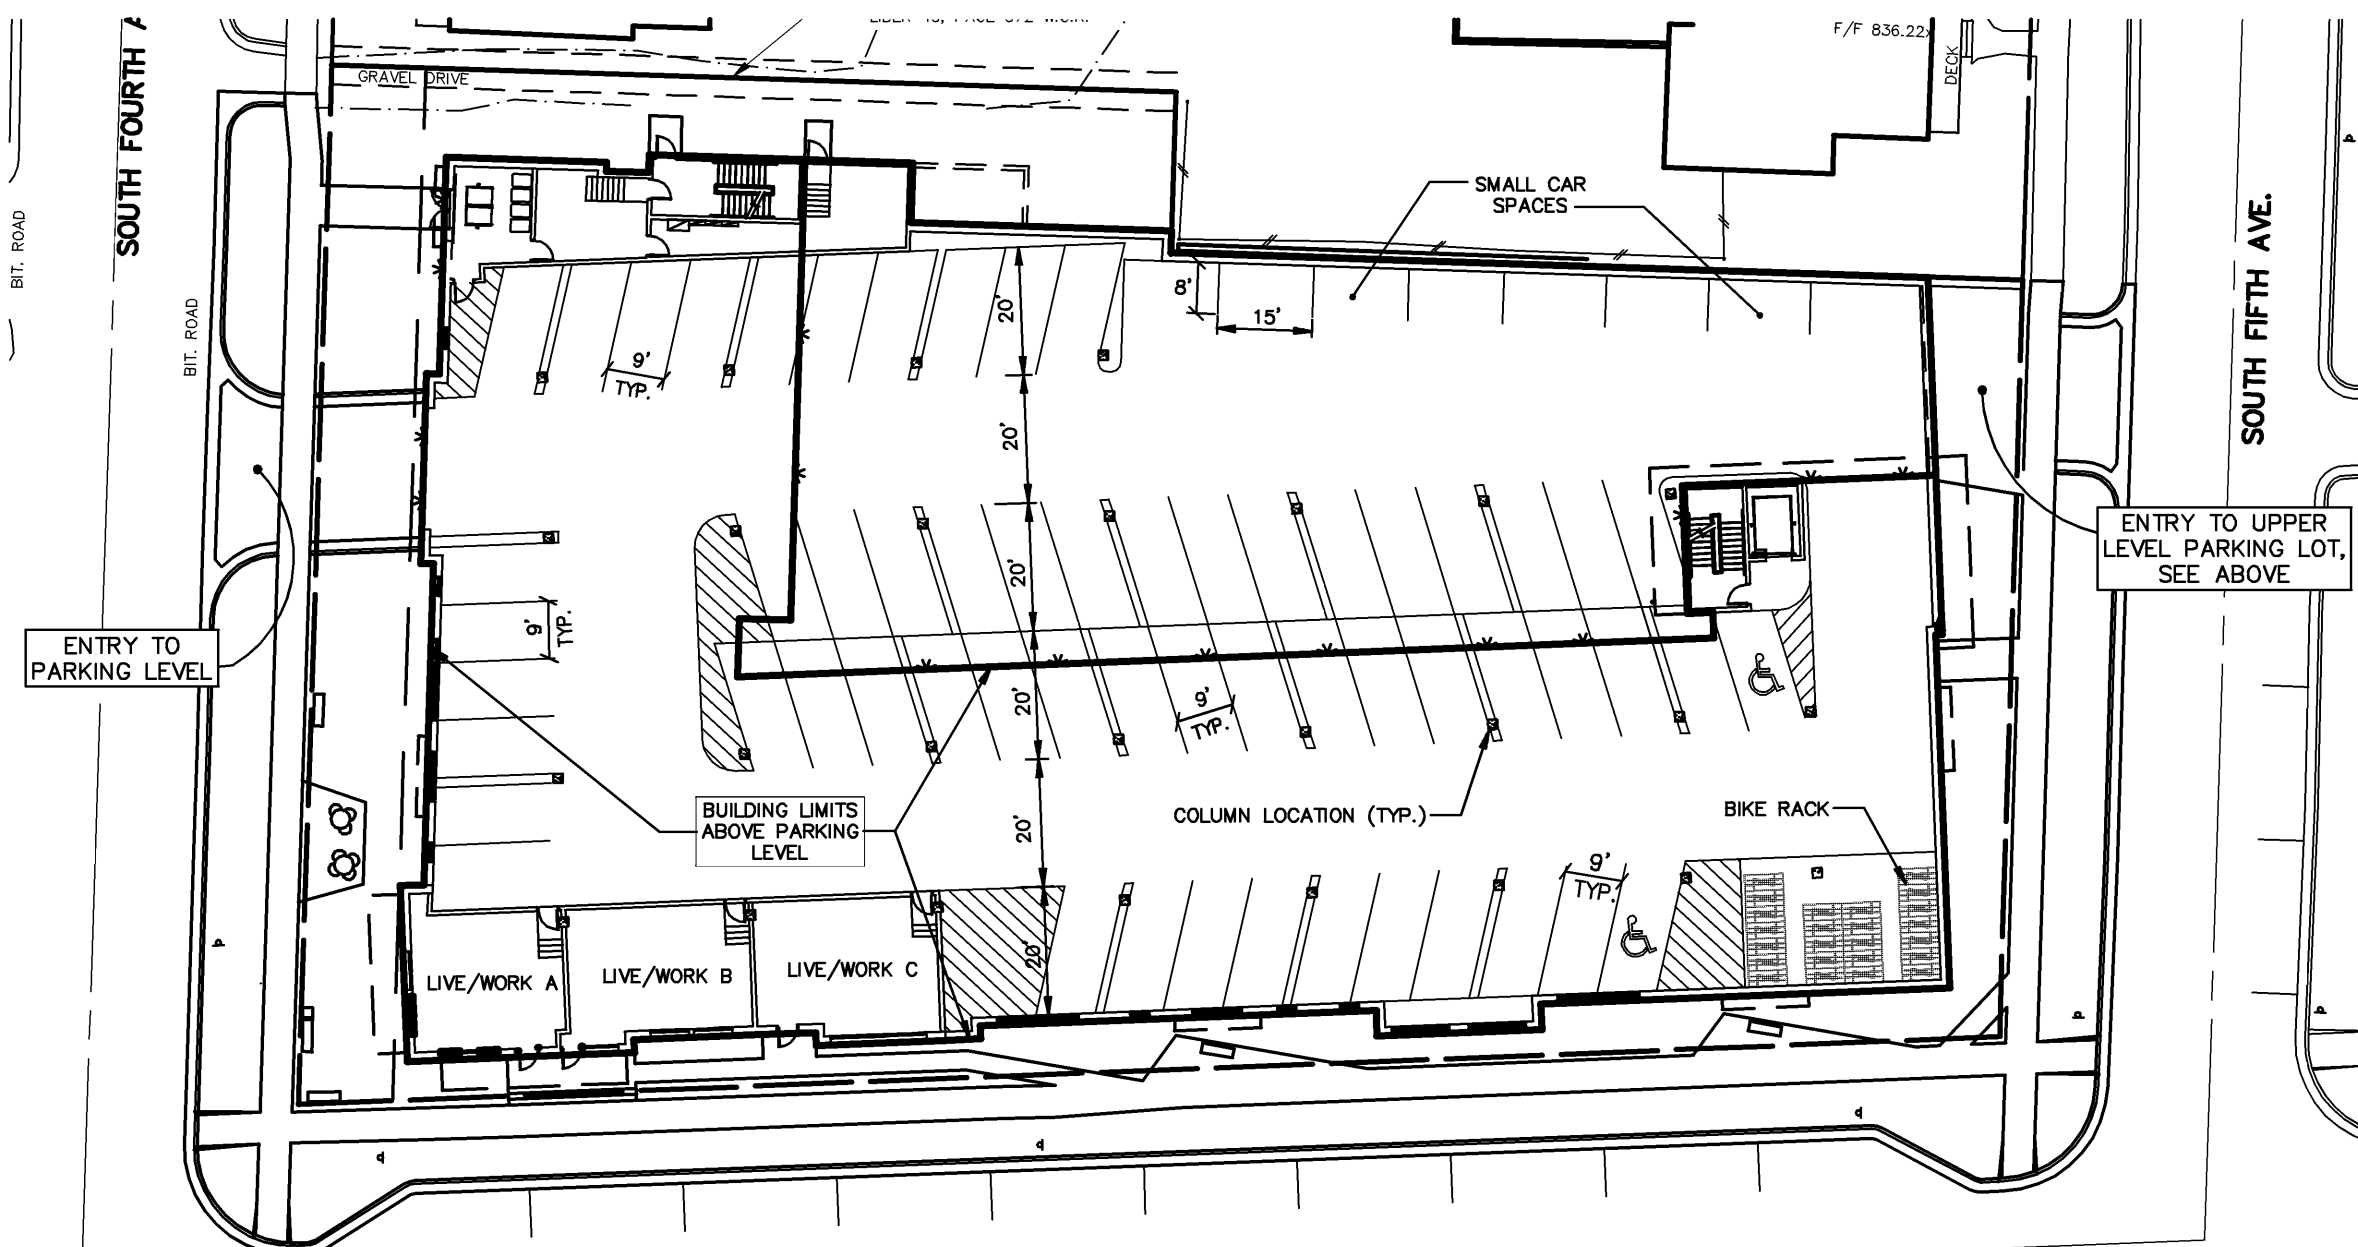 SOUTH FOURTH A
GRAVEL DRIVE
F/F 836.22
DECK
BIT. ROAD
BIT. ROAD
SMALL CAR
SPACES
SOUTH FIFTH AVE.
8'
15'
20'
9'
TYP.
20'
20'
20'
20'
20'
9'
TYP.
9'
TYP.
9'
TYP.
ENTRY TO UPPER
LEVEL PARKING LOT,
SEE ABOVE
ENTRY TO
PARKING LEVEL
BUILDING LIMITS
ABOVE PARKING
LEVEL
COLUMN LOCATION (TYP.)
BIKE RACK
LIVE/WORK A
LIVE/WORK B
LIVE/WORK C